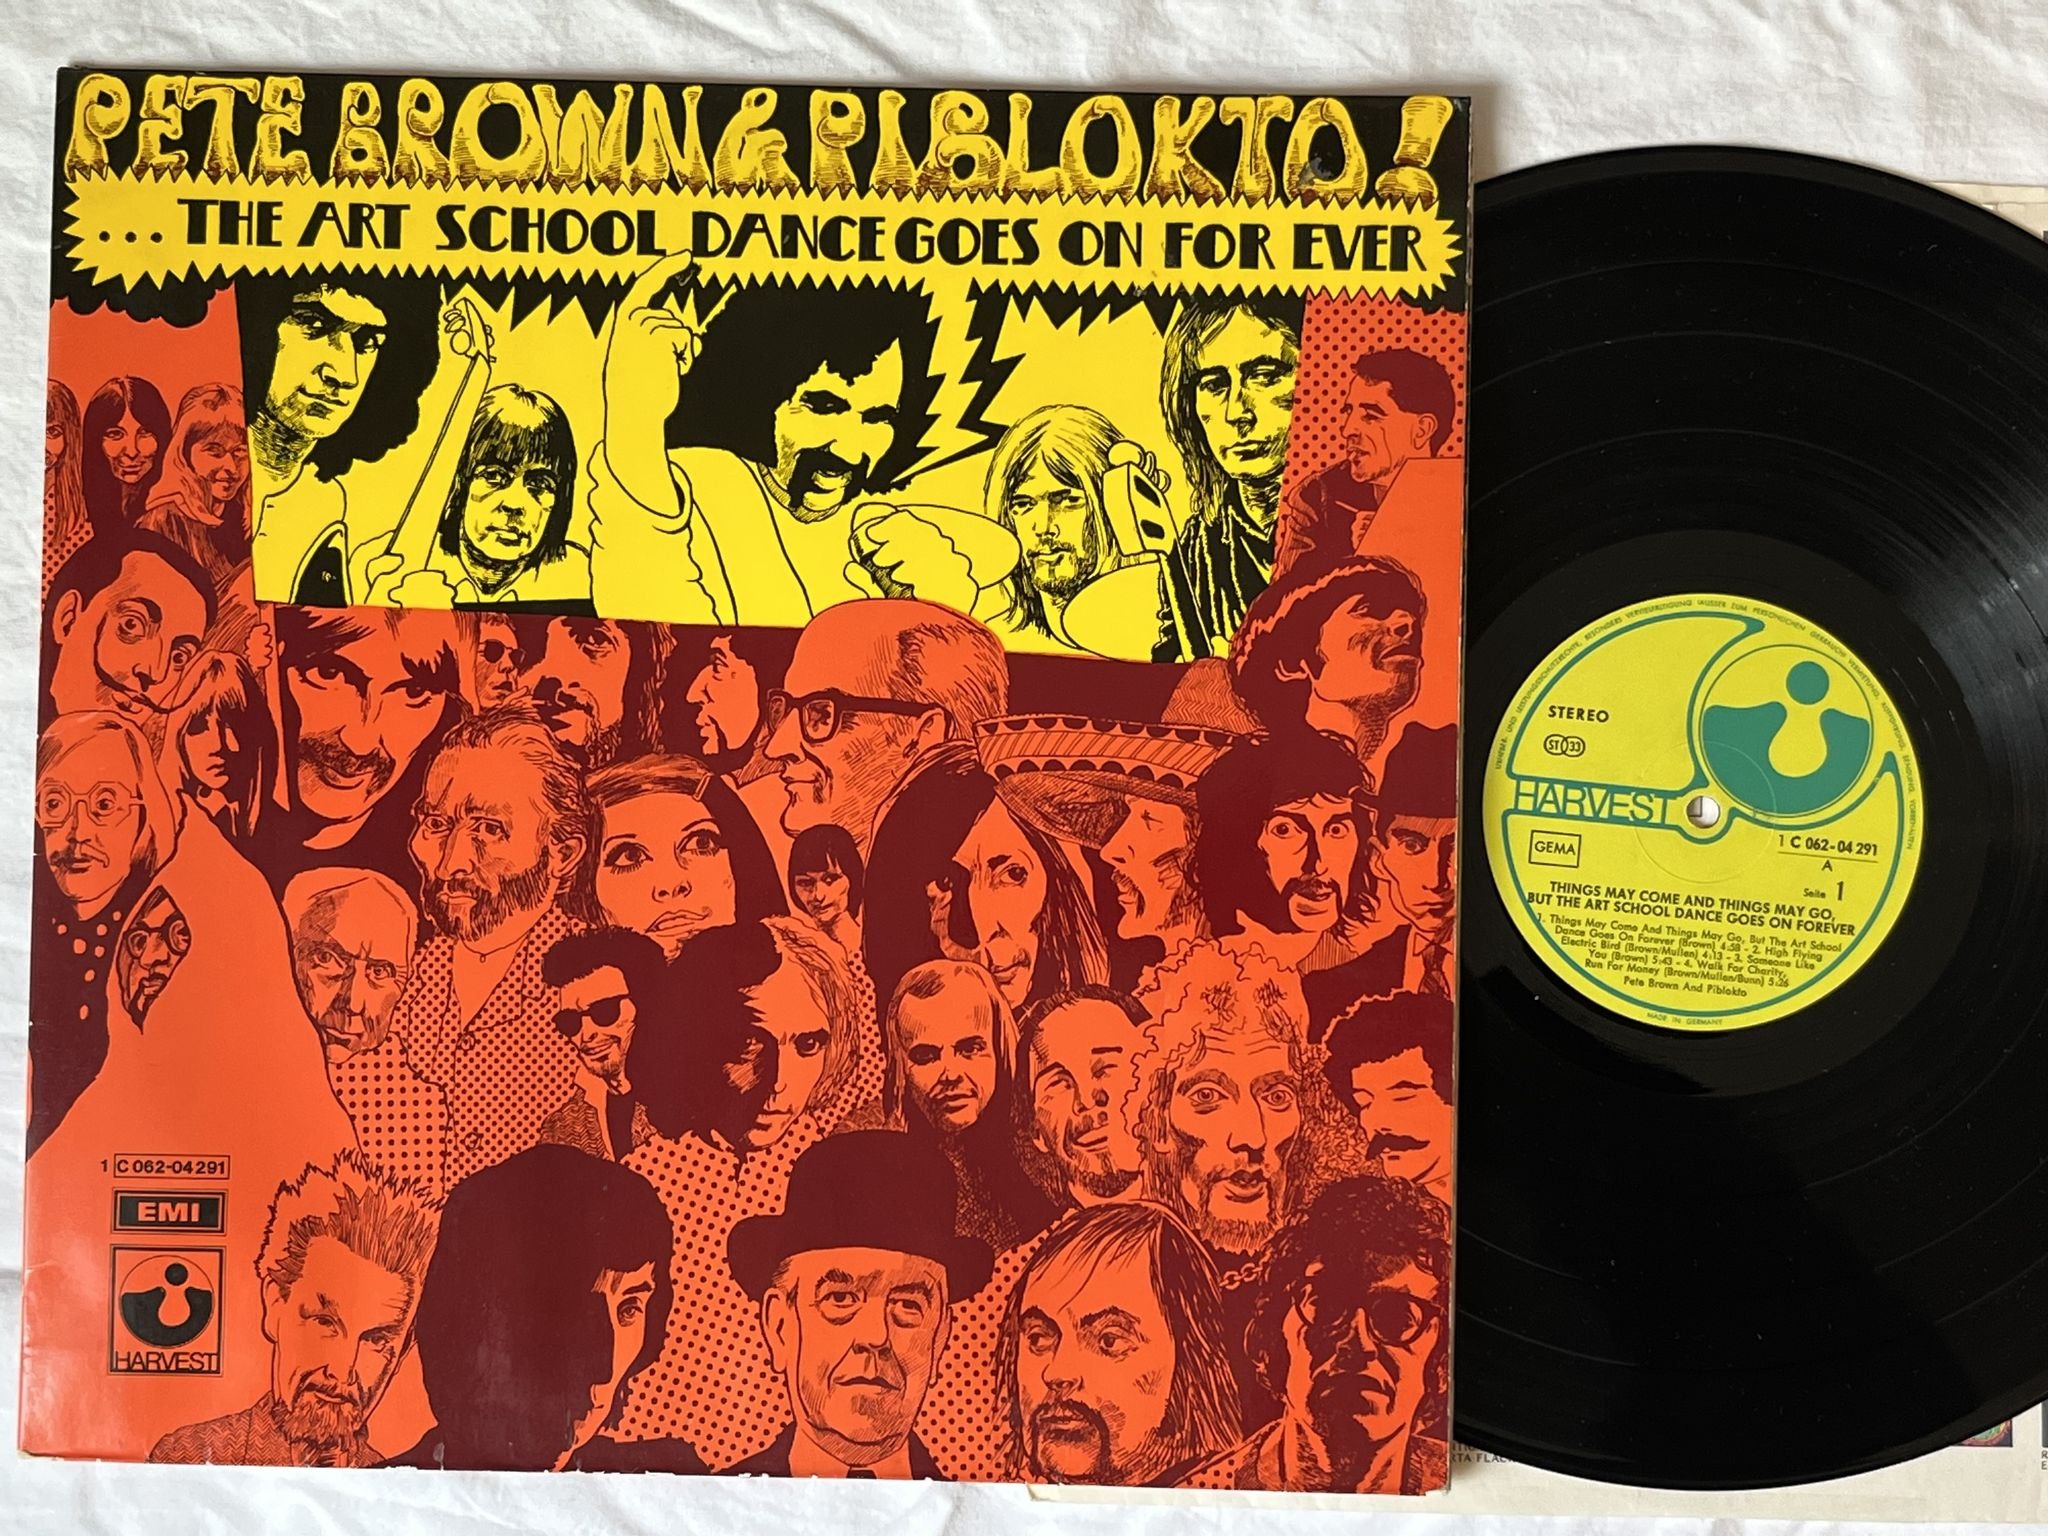 PETE BROWN & PIBLOKTO!
... THE ART SCHOOL DANCE GOES ON FOR EVER
1 C 062-04291
EMI
HARVEST
STEREO
ST 33
HARVEST
GEMA
1 C 062-04 291
A
Seite 1
THINGS MAY COME AND THINGS MAY GO,
BUT THE ART SCHOOL DANCE GOES ON FOREVER
1. Things May Come And Things May Go, But The Art School
Dance Goes On Forever (Brown) 4:58 - 2. High Flying
Electric Bird (Brown/Mullen) 4:13 - 3. Someone Like
You (Brown) 5:43 - 4. Walk For Charity,
Run For Money (Brown/Mullen/Bunn) 5:26
Pete Brown And Piblokto
MADE IN GERMANY